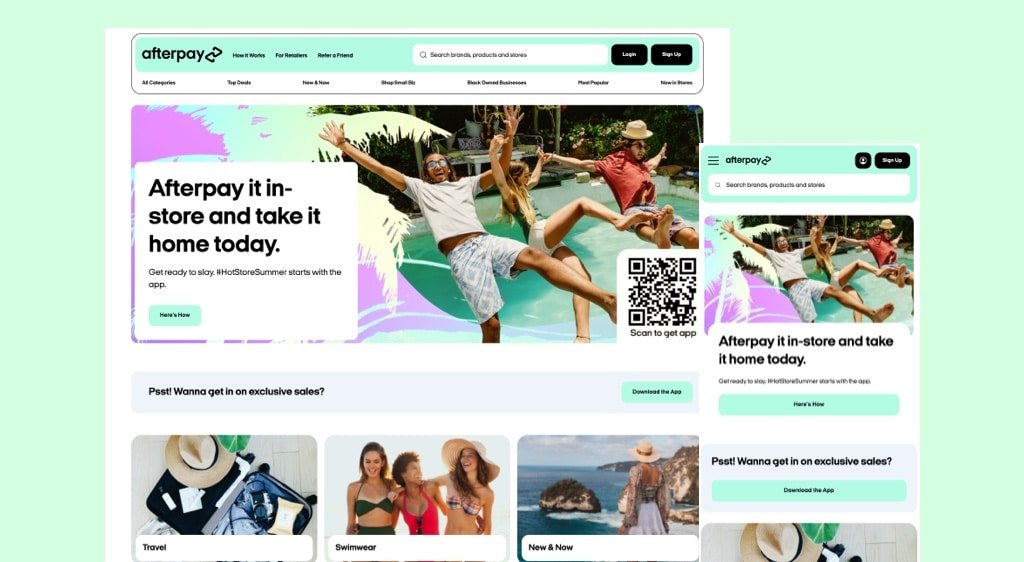 afterpay
How it Works
For Retailers
Refer a Friend
Search brands, products and stores
Login
Sign Up
All Categories
Top Deals
New & Now
Shop Small Biz
Black Owned Businesses
Most Popular
Now in Stores
Afterpay it in-
store and take it
home today.
Get ready to slay. #HotStoreSummer starts with the
app.
Here's How
Scan to get app
Psst! Wanna get in on exclusive sales?
Download the App
Travel
Swimwear
New & Now
afterpay
Sign Up
Search brands, products and stores
Afterpay it in-store and take
it home today.
Get ready to slay. #HotStoreSummer starts with the app.
Here's How
Psst! Wanna get in on exclusive sales?
Download the App